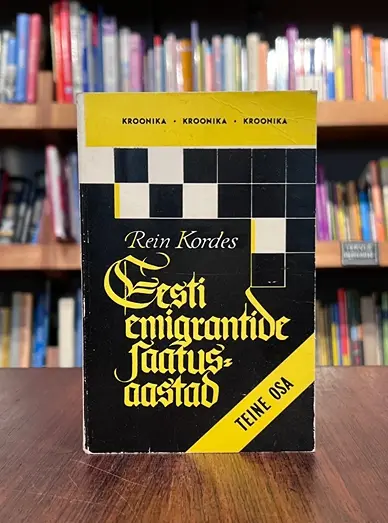 KROONIKA • KROONIKA • KROONIKA
Rein Kordes
Eesti
emigrantide
saatus-
aastad
TEINE OSA